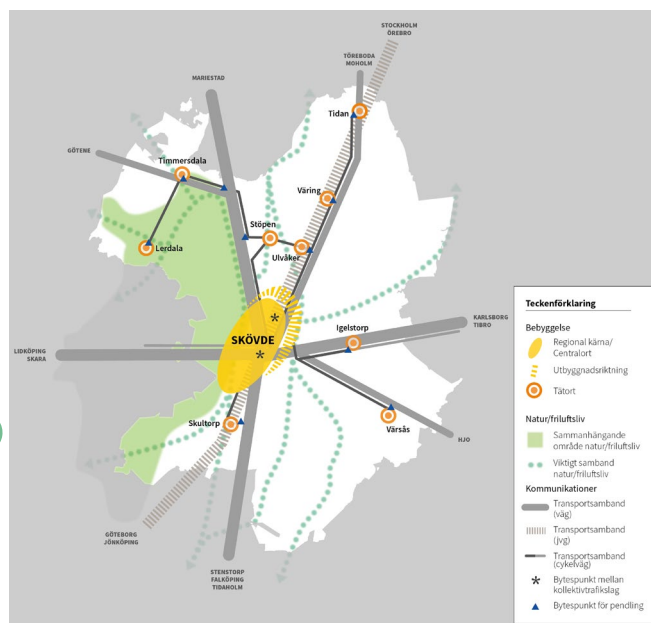 STOCKHOLM
ÖREBRO
TÖREBODA
MOHOLM
MARIESTAD
Tidan
GÖTENE
Timmersdala
Väring
Stöpen
Ulvåker
Lerdala
SKÖVDE
Igelstorp
KARLSBORG
TIBRO
LIDKÖPING
SKARA
Skultorp
Värsås
HJO
GÖTEBORG
JÖNKÖPING
STENSTORP
FALKÖPING
TIDAHOLM
Teckenförklaring
Bebyggelse
Regional kärna/
Centralort
Utbyggnadsriktning
Tätort
Natur/friluftsliv
Sammanhängande
område natur/friluftsliv
Viktigt samband
natur/friluftsliv
Kommunikationer
Transportsamband
(väg)
Transportsamband
(jvg)
Transportsamband
(cykelväg)
Bytespunkt mellan
kollektivtrafikslag
Bytespunkt för pendling